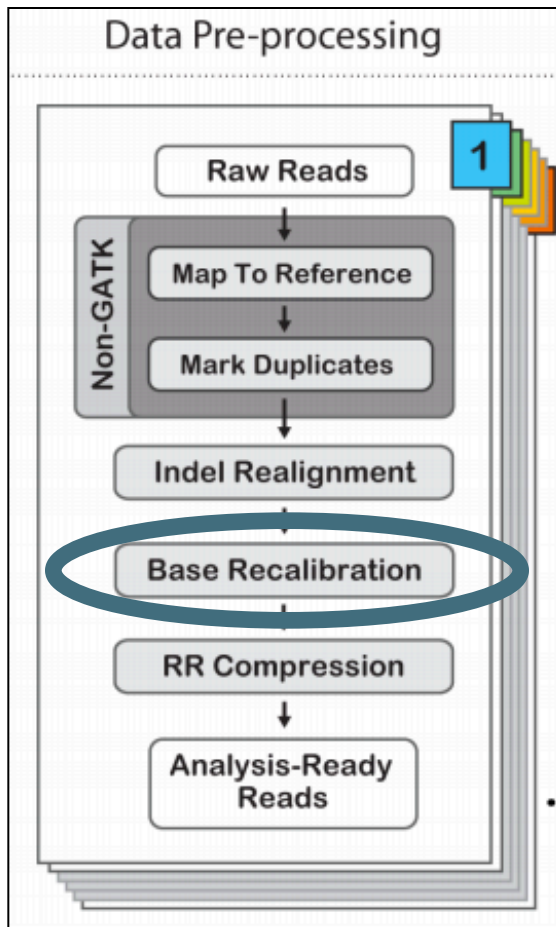 Data Pre-processing
1
Raw Reads
Non-GATK
Map To Reference
Mark Duplicates
Indel Realignment
Base Recalibration
RR Compression
Analysis-Ready
Reads